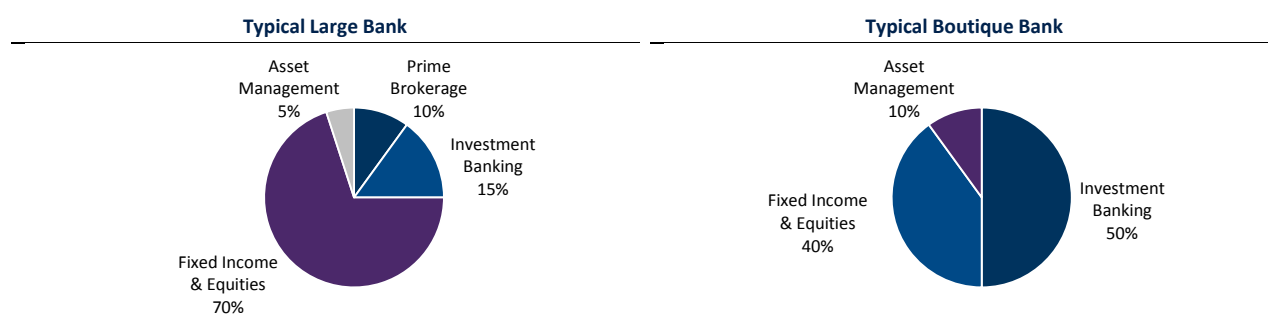 Typical Large Bank
Asset
Management
5%
Prime
Brokerage
10%
Investment
Banking
15%
Fixed Income
& Equities
70%
Typical Boutique Bank
Asset
Management
10%
Investment
Banking
50%
Fixed Income
& Equities
40%